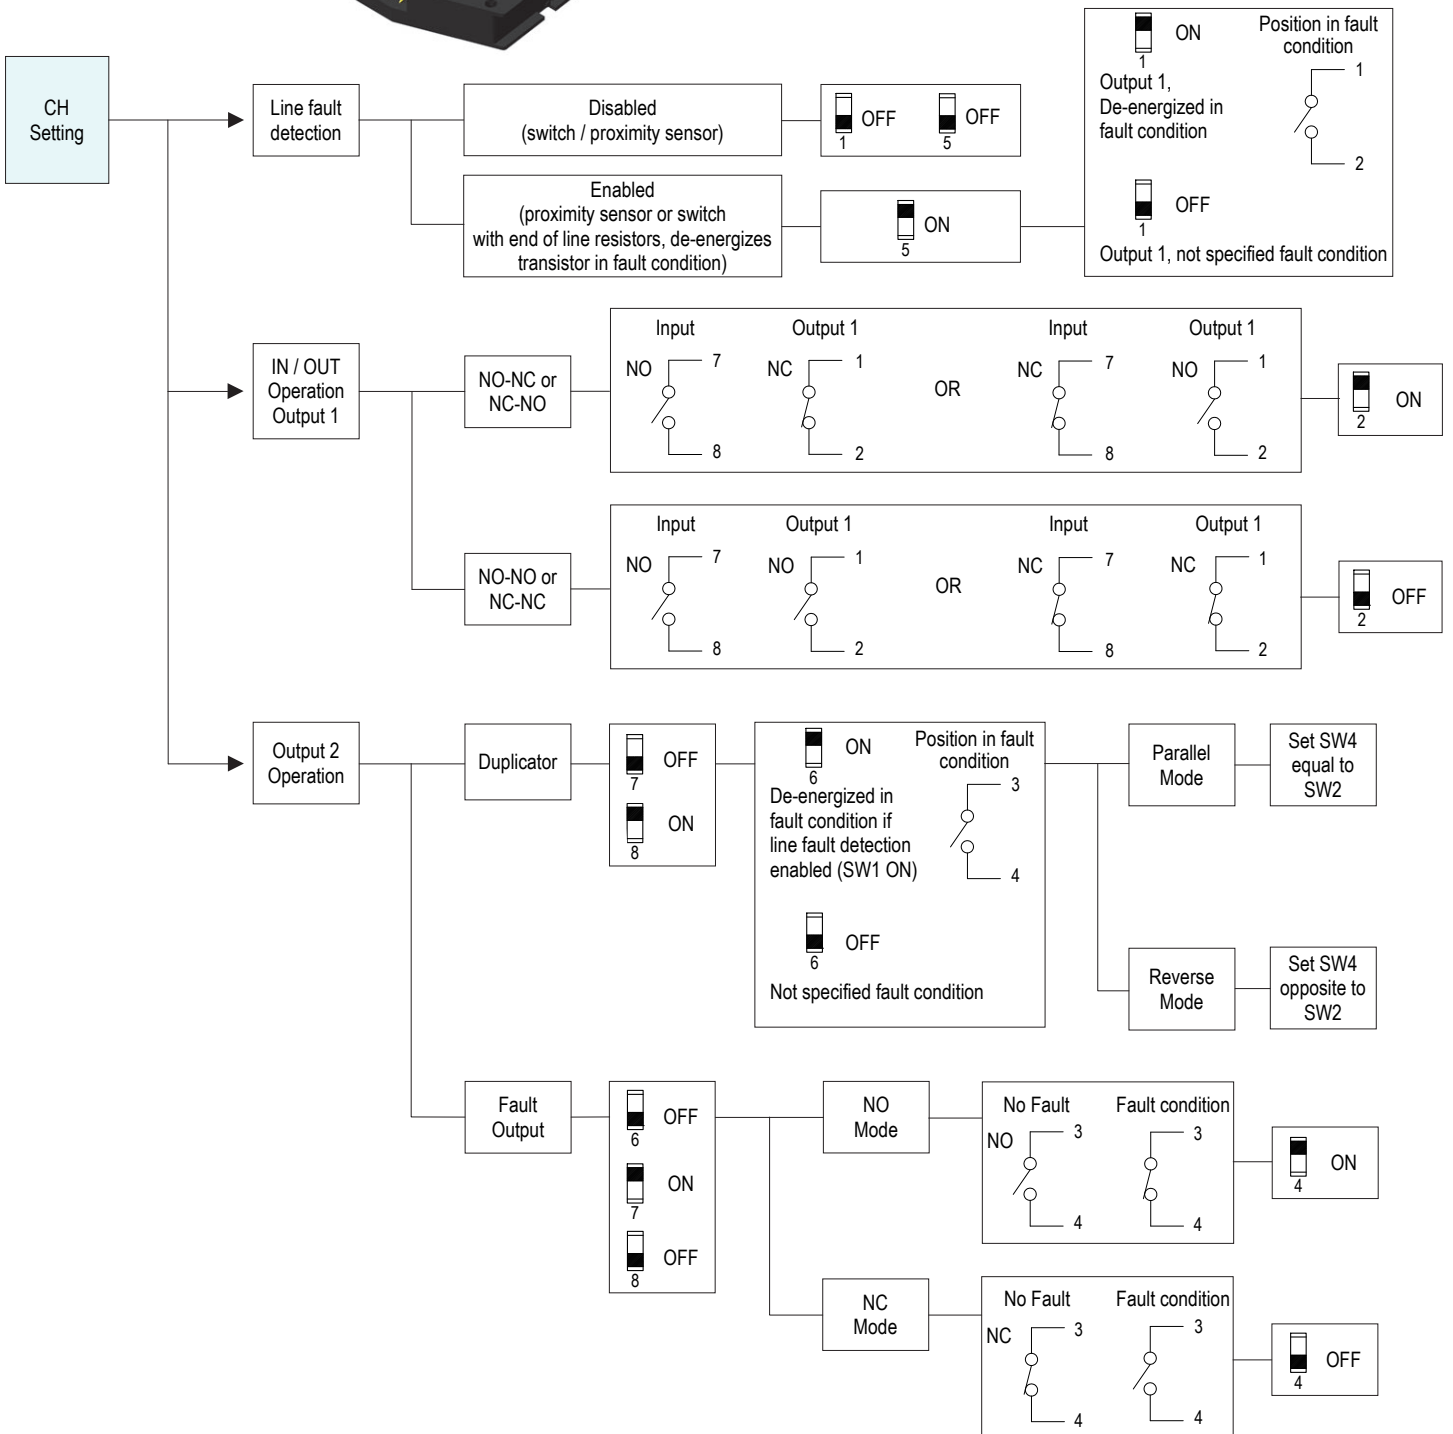 CH
Setting
Line fault
detection
Disabled
(switch / proximity sensor)
OFF
1
OFF
5
Enabled
(proximity sensor or switch
with end of line resistors, de-energizes
transistor in fault condition)
ON
5
ON
1
Output 1,
De-energized in
fault condition
Position in fault
condition
1
2
OFF
1
Output 1, not specified fault condition
IN / OUT
Operation
Output 1
NO-NC or
NC-NO
Input
NO
7
8
Output 1
NC
1
2
OR
Input
NC
7
8
Output 1
NO
1
2
ON
2
NO-NO or
NC-NC
Input
NO
7
8
Output 1
NO
1
2
OR
Input
NC
7
8
Output 1
NC
1
2
OFF
2
Output 2
Operation
Duplicator
OFF
7
ON
8
ON
6
De-energized in
fault condition if
line fault detection
enabled (SW1 ON)
Position in fault
condition
3
4
OFF
6
Not specified fault condition
Parallel
Mode
Set SW4
equal to
SW2
Reverse
Mode
Set SW4
opposite to
SW2
Fault
Output
OFF
6
ON
7
OFF
8
NO
Mode
No Fault
NO
3
4
Fault condition
3
4
ON
4
NC
Mode
No Fault
NC
3
4
Fault condition
3
4
OFF
4